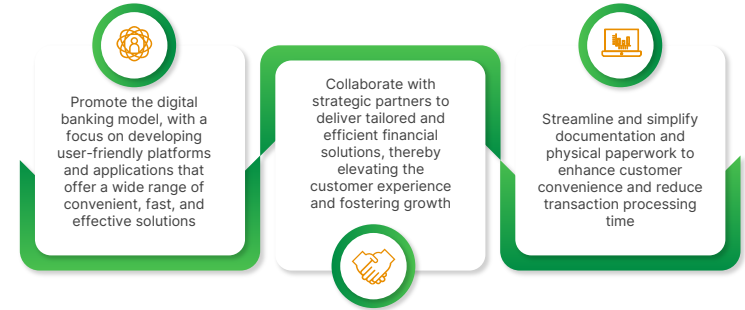 Promote the digital
banking model, with a
focus on developing
user-friendly platforms
and applications that
offer a wide range of
convenient, fast, and
effective solutions
Collaborate with
strategic partners to
deliver tailored and
efficient financial
solutions, thereby
elevating the
customer experience
and fostering growth
Streamline and simplify
documentation and
physical paperwork to
enhance customer
convenience and reduce
transaction processing
time